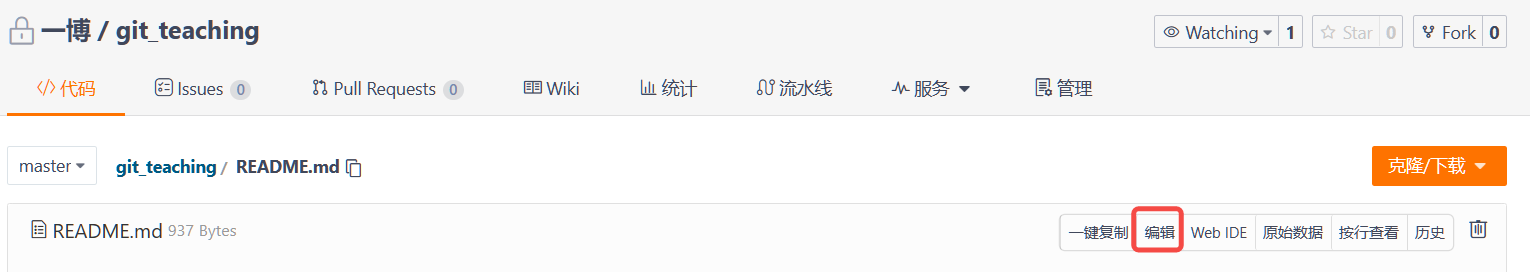 一博 / git_teaching Watching 1 Star 0 Fork 0
代码 Issues 0 Pull Requests 0 Wiki 统计 流水线 服务 管理
master git_teaching / README.md 克隆/下载
README.md 937 Bytes 一键复制 编辑 Web IDE 原始数据 按行查看 历史